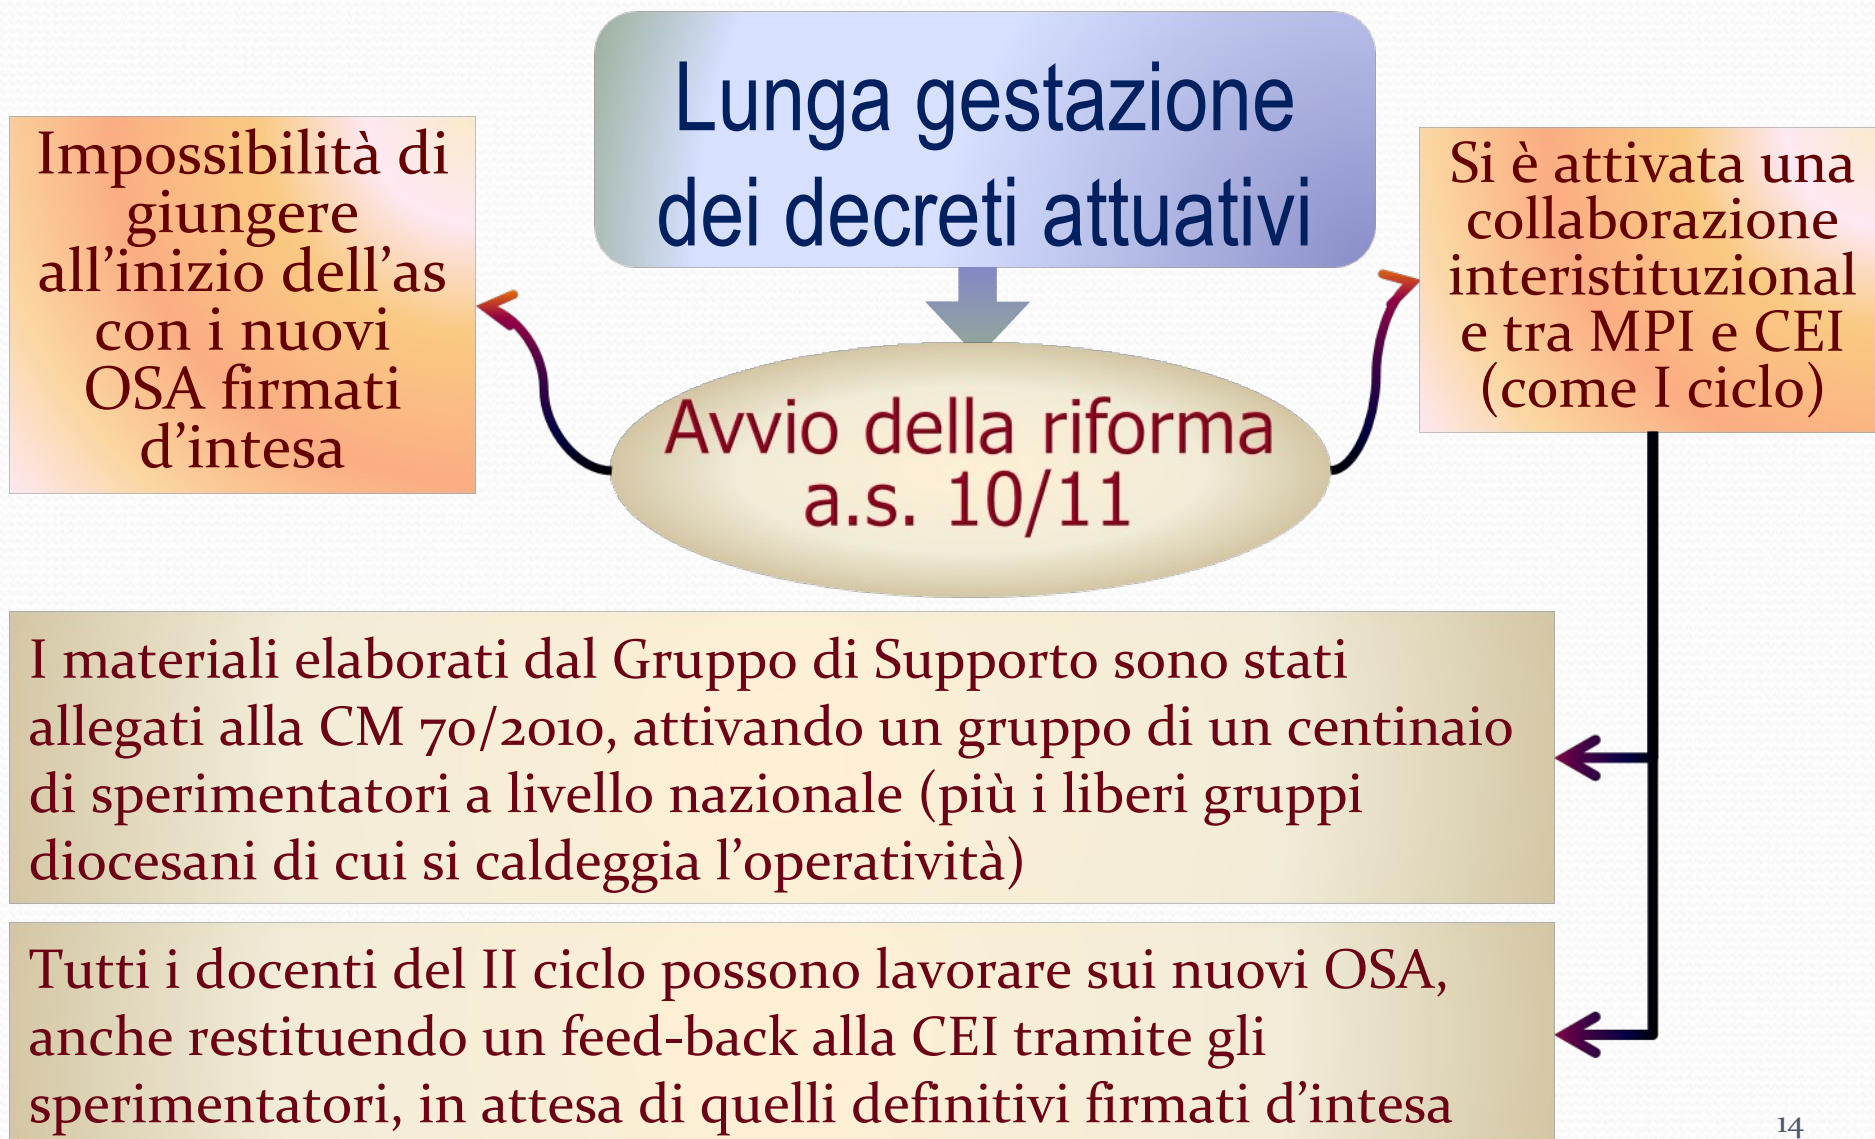 Lunga gestazione
dei decreti attuativi
Impossibilità di
giungere
all’inizio dell’as
con i nuovi
OSA firmati
d’intesa
Si è attivata una
collaborazione
interistituzional
e tra MPI e CEI
(come I ciclo)
Avvio della riforma
a.s. 10/11
I materiali elaborati dal Gruppo di Supporto sono stati
allegati alla CM 70/2010, attivando un gruppo di un centinaio
di sperimentatori a livello nazionale (più i liberi gruppi
diocesani di cui si caldeggia l’operatività)
Tutti i docenti del II ciclo possono lavorare sui nuovi OSA,
anche restituendo un feed-back alla CEI tramite gli
sperimentatori, in attesa di quelli definitivi firmati d’intesa
14